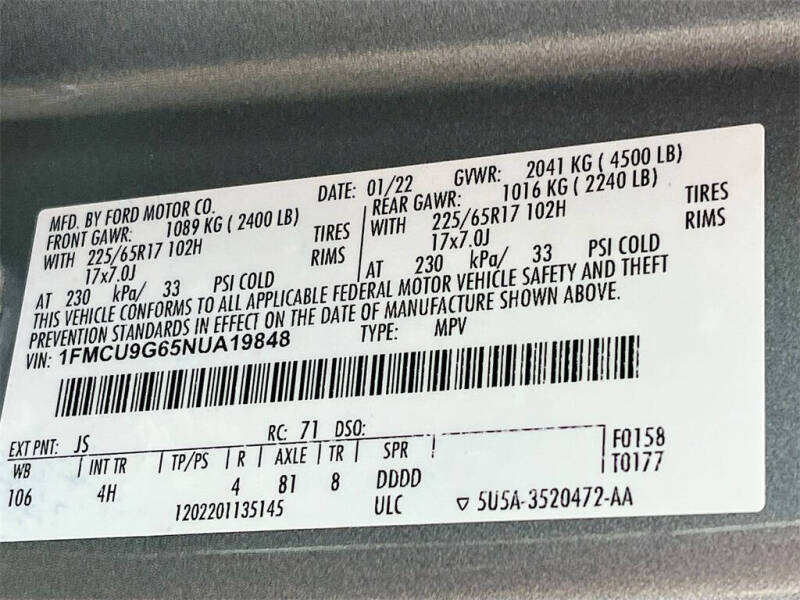 MFD. BY FORD MOTOR CO. DATE: 01/22 GVWR: 2041 KG ( 4500 LB)
FRONT GAWR: 1089 KG ( 2400 LB) REAR GAWR: 1016 KG ( 2240 LB)
WITH 225/65R17 102H TIRES WITH 225/65R17 102H TIRES
17x7.0J RIMS 17x7.0J RIMS
AT 230 kPa/ 33 PSI COLD AT 230 kPa/ 33 PSI COLD
THIS VEHICLE CONFORMS TO ALL APPLICABLE FEDERAL MOTOR VEHICLE SAFETY AND THEFT
PREVENTION STANDARDS IN EFFECT ON THE DATE OF MANUFACTURE SHOWN ABOVE.
VIN: 1FMCU9G65NUA19848 TYPE: MPV
EXT PNT: JS RC: 71 DSO: F0158
WB INT TR TP/PS R AXLE TR SPR T0177
106 4H 4 81 8 DDDD
1202201135145 ULC ▽ 5U5A-3520472-AA